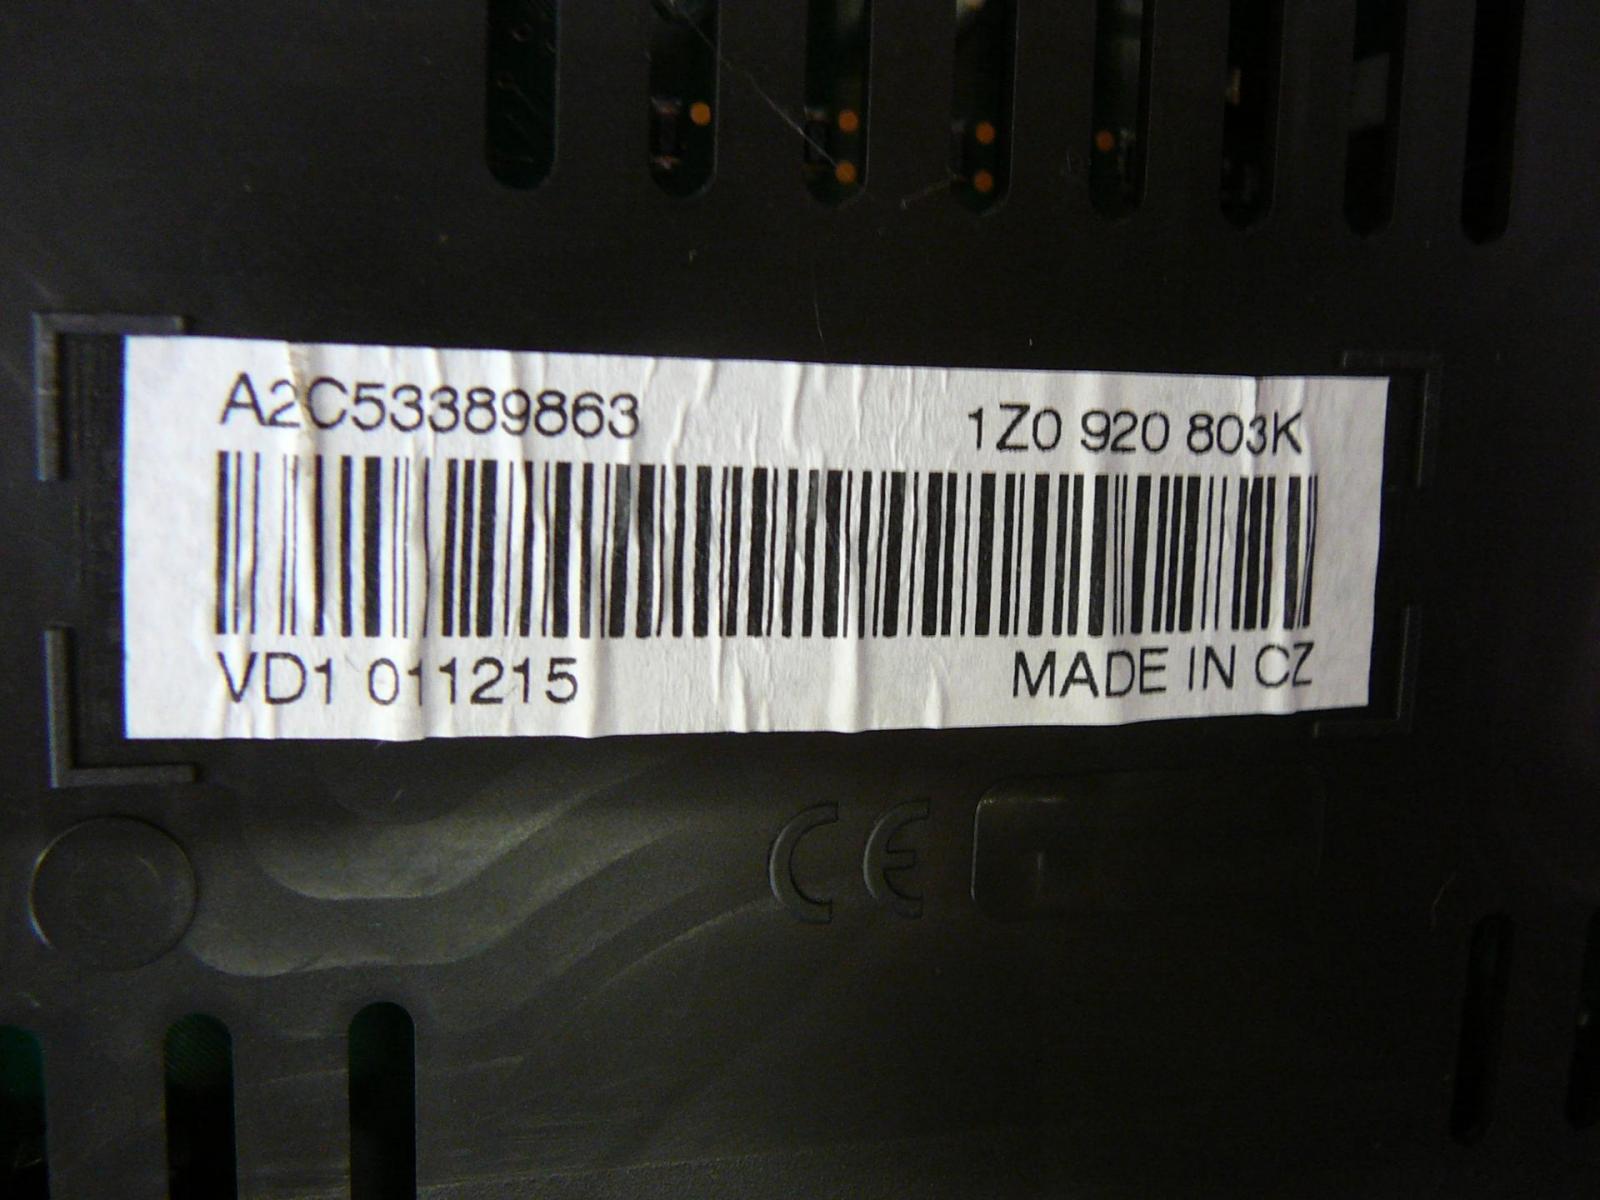 A2C53389863 1Z0 920 803K
VD1 011215 MADE IN CZ
CE